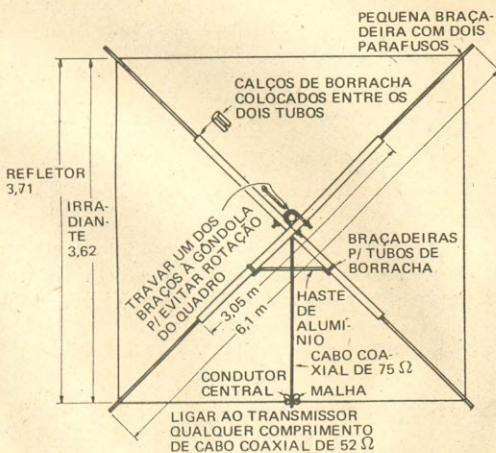 PEQUENA BRAÇA-
DEIRA COM DOIS
PARAFUSOS
CALÇOS DE BORRACHA
COLOCADOS ENTRE OS
DOIS TUBOS
REFLETOR
3,71
IRRA-
DIAN-
TE
3,62
TRAVAR UM DOS
BRAÇOS À GÔNDOLA
P/ EVITAR ROTAÇÃO
DO QUADRO
3,05 m
6,1 m
BRAÇADEIRAS
P/ TUBOS DE
BORRACHA
HASTE
DE
ALUMÍ-
NIO
CABO COA-
XIAL DE 75 Ω
CONDUTOR
CENTRAL
MALHA
LIGAR AO TRANSMISSOR
QUALQUER COMPRIMENTO
DE CABO COAXIAL DE 52 Ω